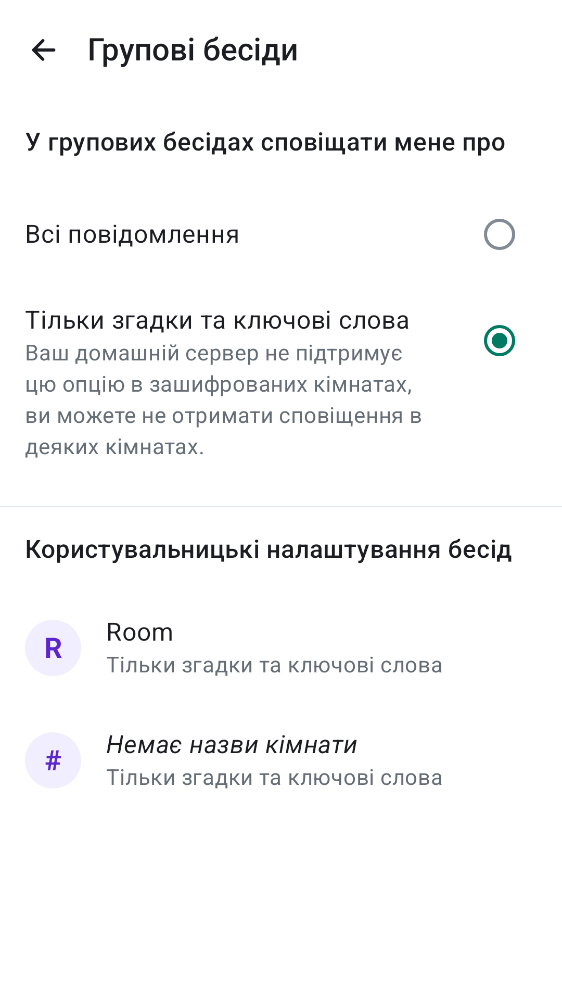 Групові бесіди
У групових бесідах сповіщати мене про
Всі повідомлення
Тільки згадки та ключові слова
Ваш домашній сервер не підтримує
цю опцію в зашифрованих кімнатах,
ви можете не отримати сповіщення в
деяких кімнатах.
Користувальницькі налаштування бесід
R
Room
Тільки згадки та ключові слова
#
Немає назви кімнати
Тільки згадки та ключові слова